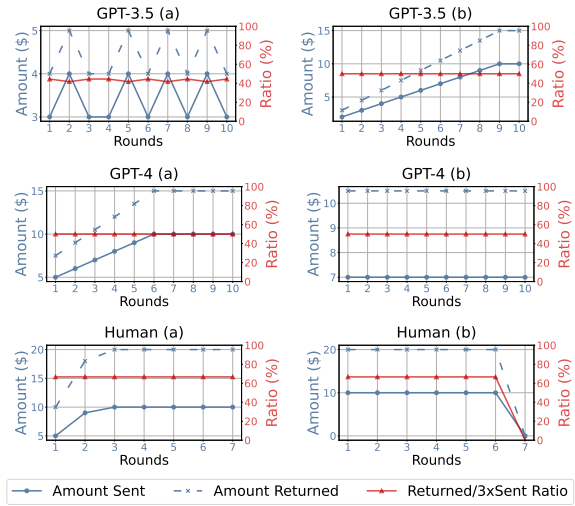 GPT-3.5 (a)
Amount ($)
5
4
3
100
80
60
40
20
0
Ratio (%)
1 2 3 4 5 6 7 8 9 10
Rounds
GPT-3.5 (b)
Amount ($)
15
10
5
100
80
60
40
20
0
Ratio (%)
1 2 3 4 5 6 7 8 9 10
Rounds
GPT-4 (a)
Amount ($)
15
10
5
100
80
60
40
20
0
Ratio (%)
1 2 3 4 5 6 7 8 9 10
Rounds
GPT-4 (b)
Amount ($)
10
9
8
7
100
80
60
40
20
0
Ratio (%)
1 2 3 4 5 6 7 8 9 10
Rounds
Human (a)
Amount ($)
20
15
10
5
100
80
60
40
20
0
Ratio (%)
1 2 3 4 5 6 7
Rounds
Human (b)
Amount ($)
20
10
0
100
80
60
40
20
0
Ratio (%)
1 2 3 4 5 6 7
Rounds
Amount Sent Amount Returned Returned/3xSent Ratio